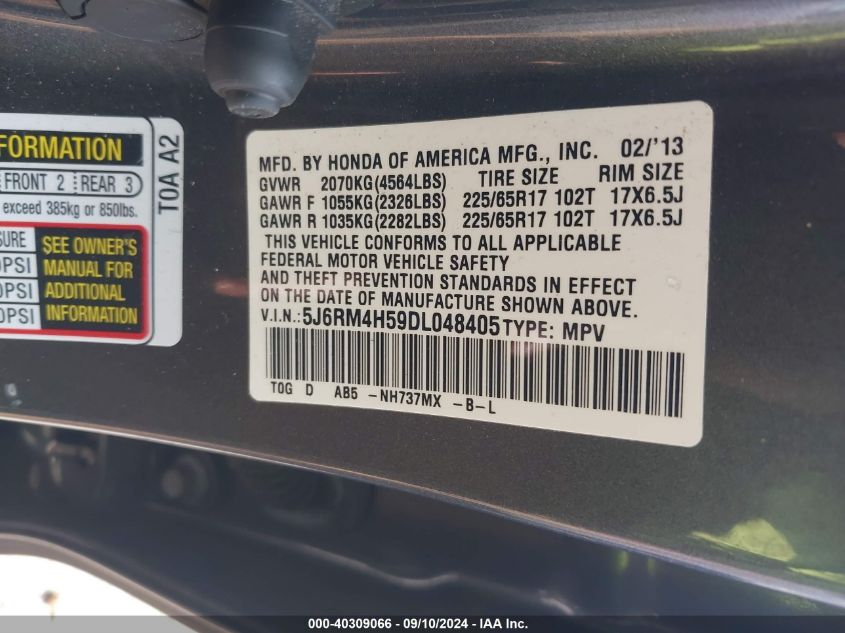 FORMATION
FRONT 2 REAR 3
exceed 385kg or 850lbs.
SEE OWNER'S
MANUAL FOR
ADDITIONAL
INFORMATION
PSI
PSI
PSI
T0A A2
MFD. BY HONDA OF AMERICA MFG., INC. 02/'13
GVWR 2070KG(4564LBS) TIRE SIZE RIM SIZE
GAWR F 1055KG(2326LBS) 225/65R17 102T 17X6.5J
GAWR R 1035KG(2282LBS) 225/65R17 102T 17X6.5J
THIS VEHICLE CONFORMS TO ALL APPLICABLE
FEDERAL MOTOR VEHICLE SAFETY
AND THEFT PREVENTION STANDARDS IN EFFECT
ON THE DATE OF MANUFACTURE SHOWN ABOVE.
V.I.N.: 5J6RM4H59DL048405 TYPE: MPV
T0G D AB5 -NH737MX -B-L
000-40309066 - 09/10/2024 - IAA Inc.